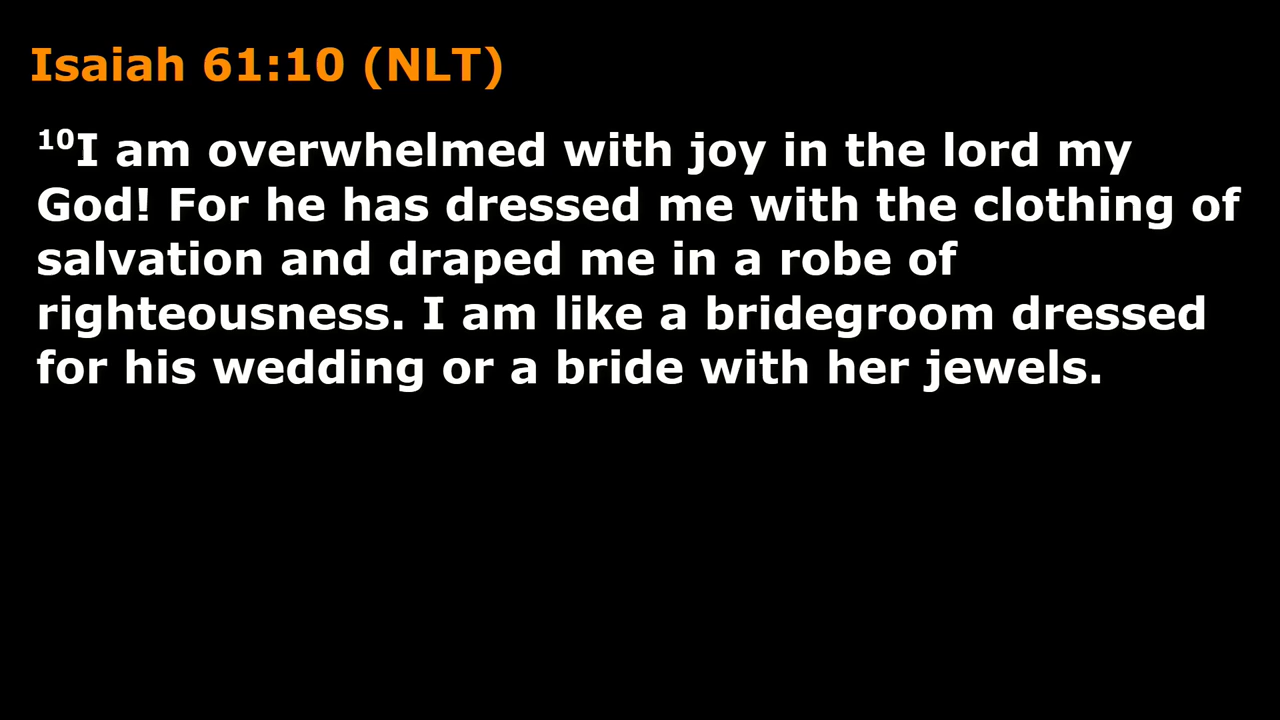 Isaiah 61:10 (NLT)
¹⁰I am overwhelmed with joy in the lord my
God! For he has dressed me with the clothing of
salvation and draped me in a robe of
righteousness. I am like a bridegroom dressed
for his wedding or a bride with her jewels.